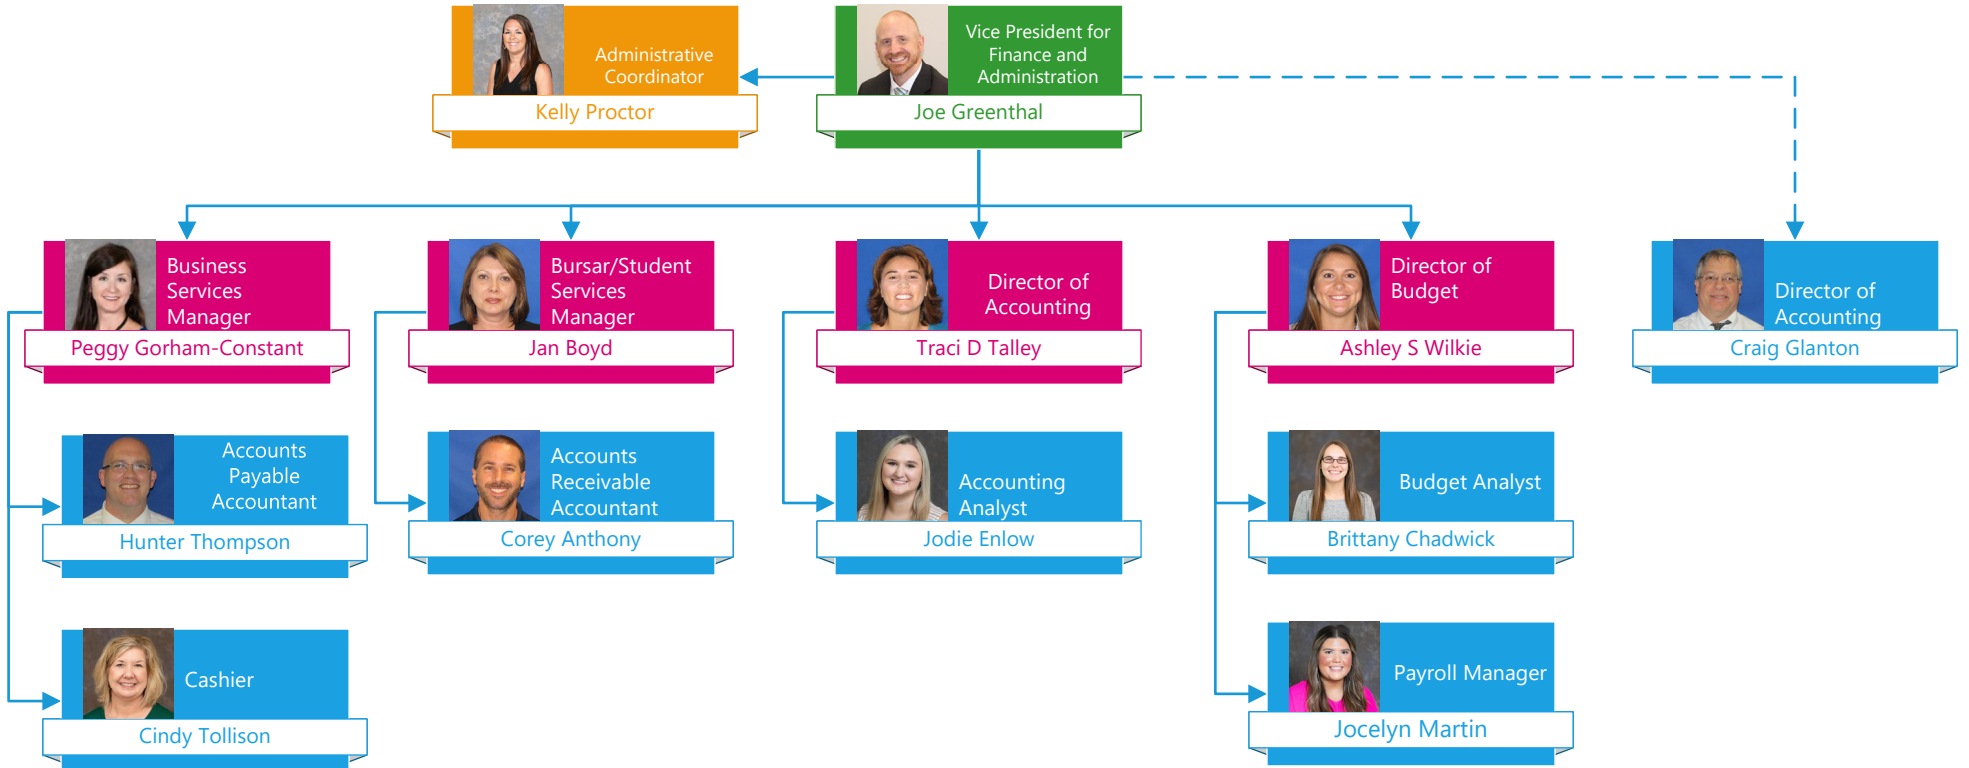 Administrative
Coordinator
Kelly Proctor
Vice President for
Finance and
Administration
Joe Greenthal
Business
Services
Manager
Peggy Gorham-Constant
Bursar/Student
Services
Manager
Jan Boyd
Director of
Accounting
Traci D Talley
Director of
Budget
Ashley S Wilkie
Director of
Accounting
Craig Glanton
Accounts
Payable
Accountant
Hunter Thompson
Accounts
Receivable
Accountant
Corey Anthony
Accounting
Analyst
Jodie Enlow
Budget Analyst
Brittany Chadwick
Cashier
Cindy Tollison
Payroll Manager
Jocelyn Martin